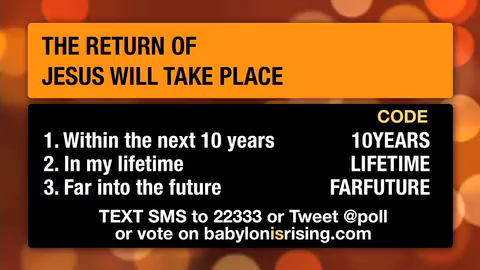 THE RETURN OF
JESUS WILL TAKE PLACE
CODE
1. Within the next 10 years 10YEARS
2. In my lifetime LIFETIME
3. Far into the future FARFUTURE
TEXT SMS to 22333 or Tweet @poll
or vote on babylonisrising.com